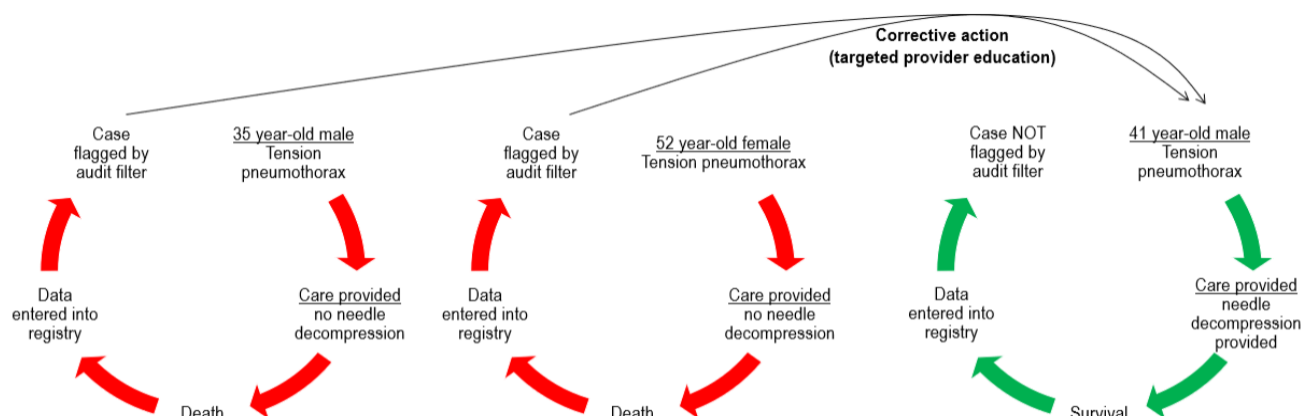 Corrective action
(targeted provider education)
Case
flagged by
audit filter
35 year-old male
Tension
pneumothorax
Care provided
no needle
decompression
Death
Data
entered into
registry
Case
flagged by
audit filter
52 year-old female
Tension pneumothorax
Care provided
no needle
decompression
Death
Data
entered into
registry
Case NOT
flagged by
audit filter
41 year-old male
Tension
pneumothorax
Care provided
needle
decompression
provided
Survival
Data
entered into
registry